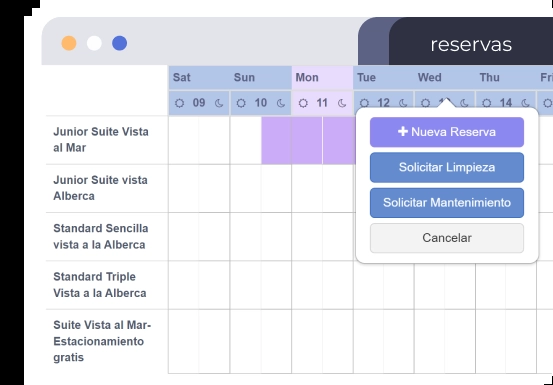 reservas
Sat Sun Mon Tue Wed Thu Fri
09 10 11 12 13 14
Junior Suite Vista
al Mar
Junior Suite vista
Alberca
Standard Sencilla
vista a la Alberca
Standard Triple
Vista a la Alberca
Suite Vista al Mar-
Estacionamiento
gratis
+ Nueva Reserva
Solicitar Limpieza
Solicitar Mantenimiento
Cancelar